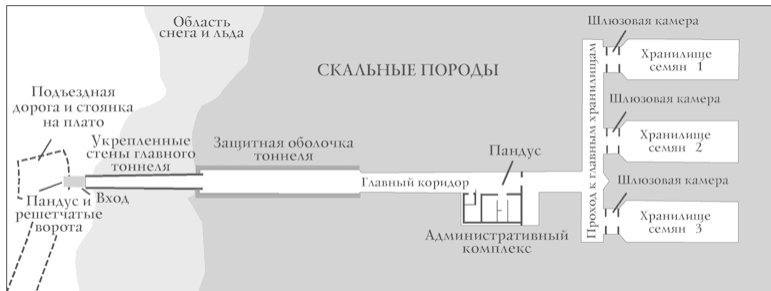 Область
снега и льда
СКАЛЬНЫЕ ПОРОДЫ
Подъездная
дорога и стоянка
на плато
Укрепленные
стены главного
тоннеля
Защитная оболочка
тоннеля
Вход
Пандус и
решетчатые
ворота
Главный коридор
Пандус
Административный
комплекс
Проход к главным хранилищам
Шлюзовая камера
Хранилище
семян 1
Шлюзовая камера
Хранилище
семян 2
Шлюзовая камера
Хранилище
семян 3